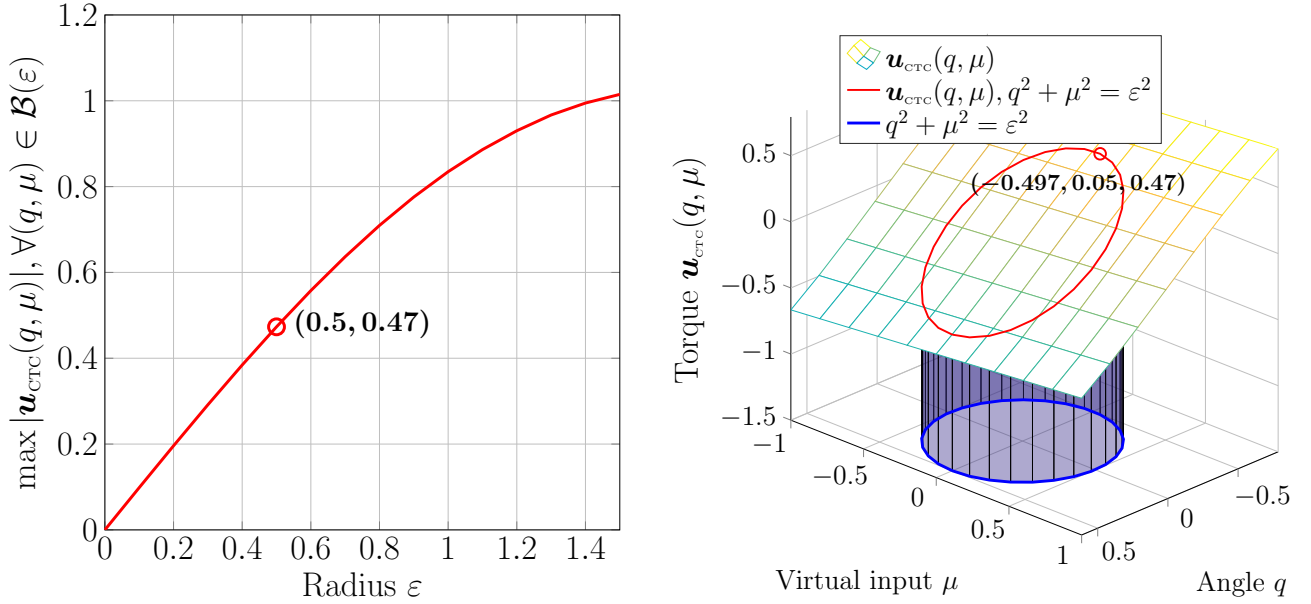 max |u_CTC(q, μ)|, ∀(q, μ) ∈ B(ε)
1.2
1
0.8
0.6
0.4
0.2
0
(0.5, 0.47)
0 0.2 0.4 0.6 0.8 1 1.2 1.4
Radius ε
u_CTC(q, μ)
u_CTC(q, μ), q² + μ² = ε²
q² + μ² = ε²
Torque u_CTC(q, μ)
0.5
0
−0.5
−1
−1.5
(−0.497, 0.05, 0.47)
−1
−0.5
0
0.5
1
−0.5
0
0.5
Virtual input μ
Angle q